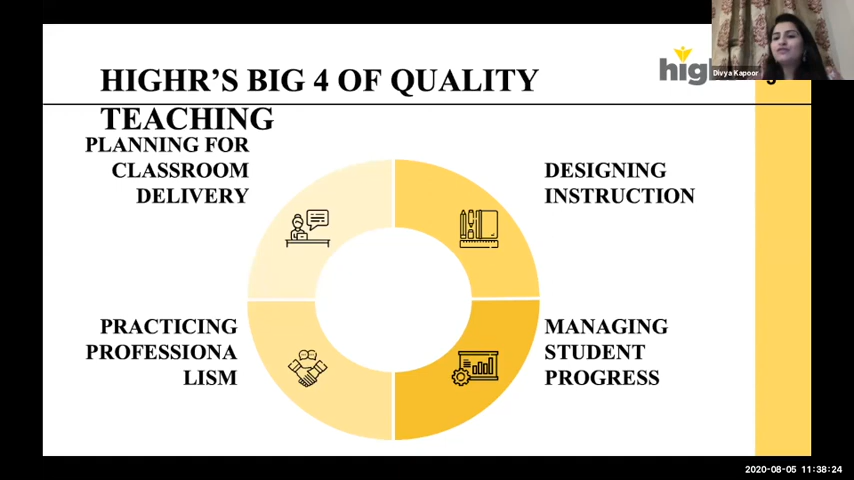 HIGHR'S BIG 4 OF QUALITY
TEACHING
hig
Divya Kapoor
PLANNING FOR
CLASSROOM
DELIVERY
DESIGNING
INSTRUCTION
PRACTICING
PROFESSIONA
LISM
MANAGING
STUDENT
PROGRESS
2020-08-05 11:38:24